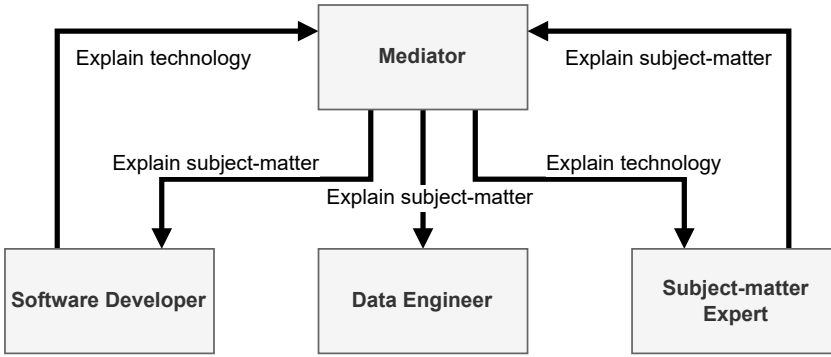 Mediator
Explain technology
Explain subject-matter
Explain subject-matter
Explain technology
Explain subject-matter
Software Developer
Data Engineer
Subject-matter
Expert